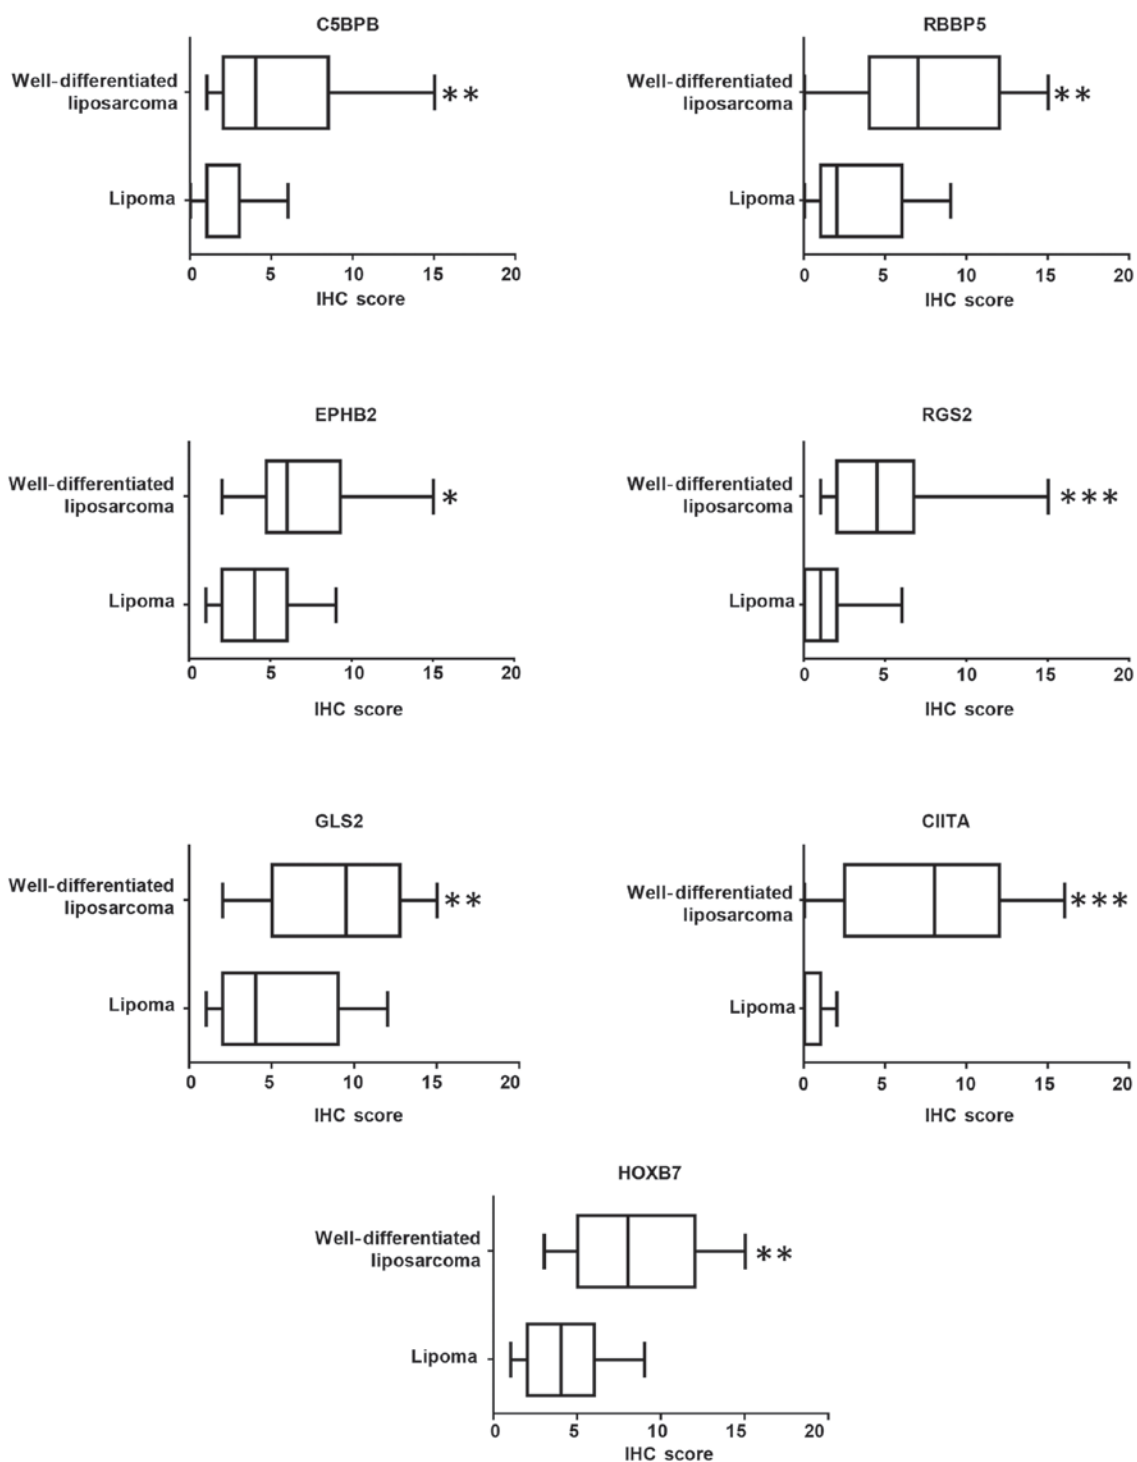 C5BPB
Well-differentiated
liposarcoma
**
Lipoma
0 5 10 15 20
IHC score
RBBP5
Well-differentiated
liposarcoma
**
Lipoma
0 5 10 15 20
IHC score
EPHB2
Well-differentiated
liposarcoma
*
Lipoma
0 5 10 15 20
IHC score
RGS2
Well-differentiated
liposarcoma
***
Lipoma
0 5 10 15 20
IHC score
GLS2
Well-differentiated
liposarcoma
**
Lipoma
0 5 10 15 20
IHC score
CIITA
Well-differentiated
liposarcoma
***
Lipoma
0 5 10 15 20
IHC score
HOXB7
Well-differentiated
liposarcoma
**
Lipoma
0 5 10 15 20
IHC score